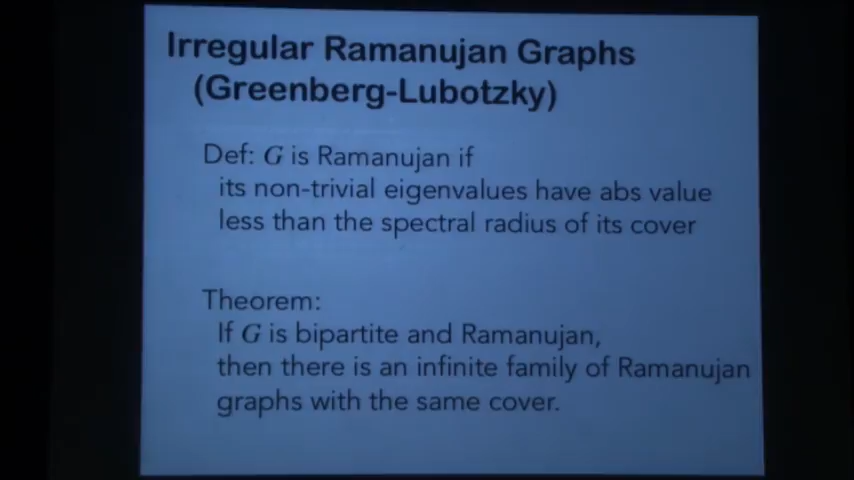 Irregular Ramanujan Graphs
(Greenberg-Lubotzky)
Def: G is Ramanujan if
its non-trivial eigenvalues have abs value
less than the spectral radius of its cover
Theorem:
If G is bipartite and Ramanujan,
then there is an infinite family of Ramanujan
graphs with the same cover.